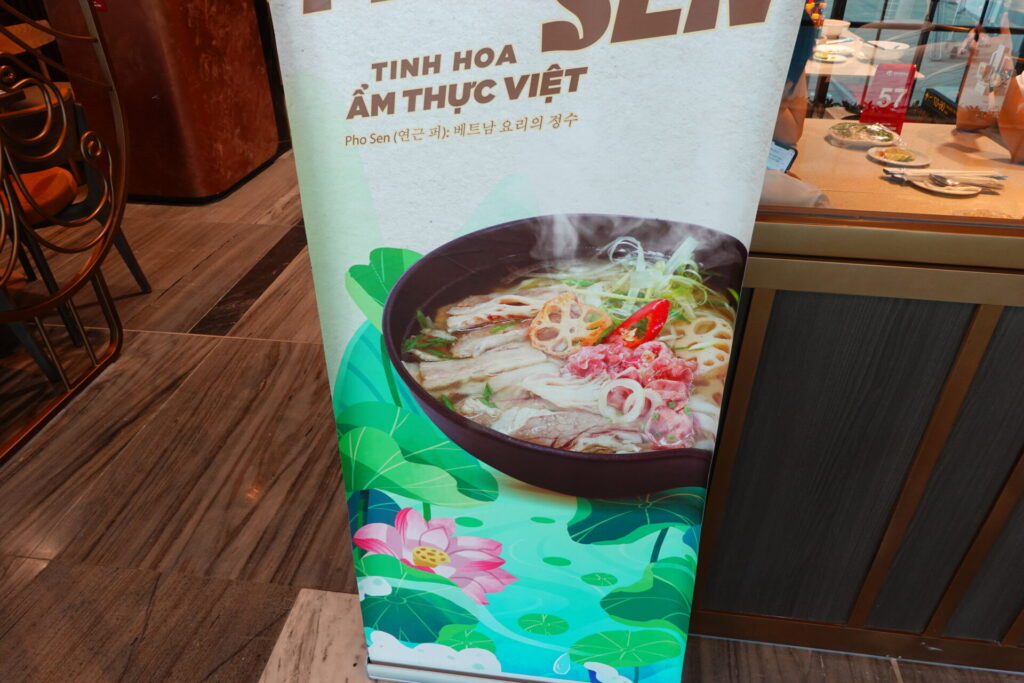 SEN
TINH HOA
ẨM THỰC VIỆT
Pho Sen (연근 퍼): 베트남 요리의 정수
57